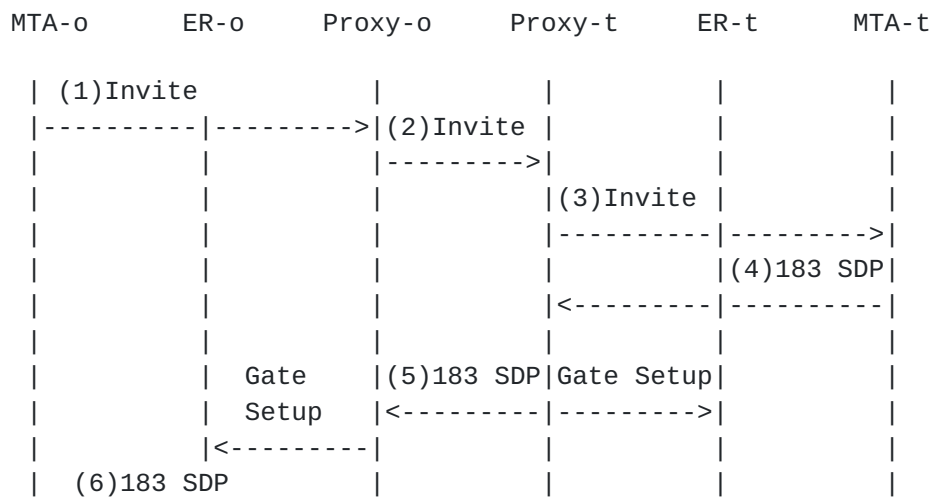 MTA-o ER-o Proxy-o Proxy-t ER-t MTA-t
| (1)Invite | | | |
|----------|--------->|(2)Invite | | |
| | |--------->| | |
| | | |(3)Invite | |
| | | |----------|--------->|
| | | | |(4)183 SDP|
| | | |<---------|----------|
| | | | | |
| | Gate |(5)183 SDP|Gate Setup| |
| | Setup |<---------|--------->| |
| |<---------| | | |
| (6)183 SDP | | | |